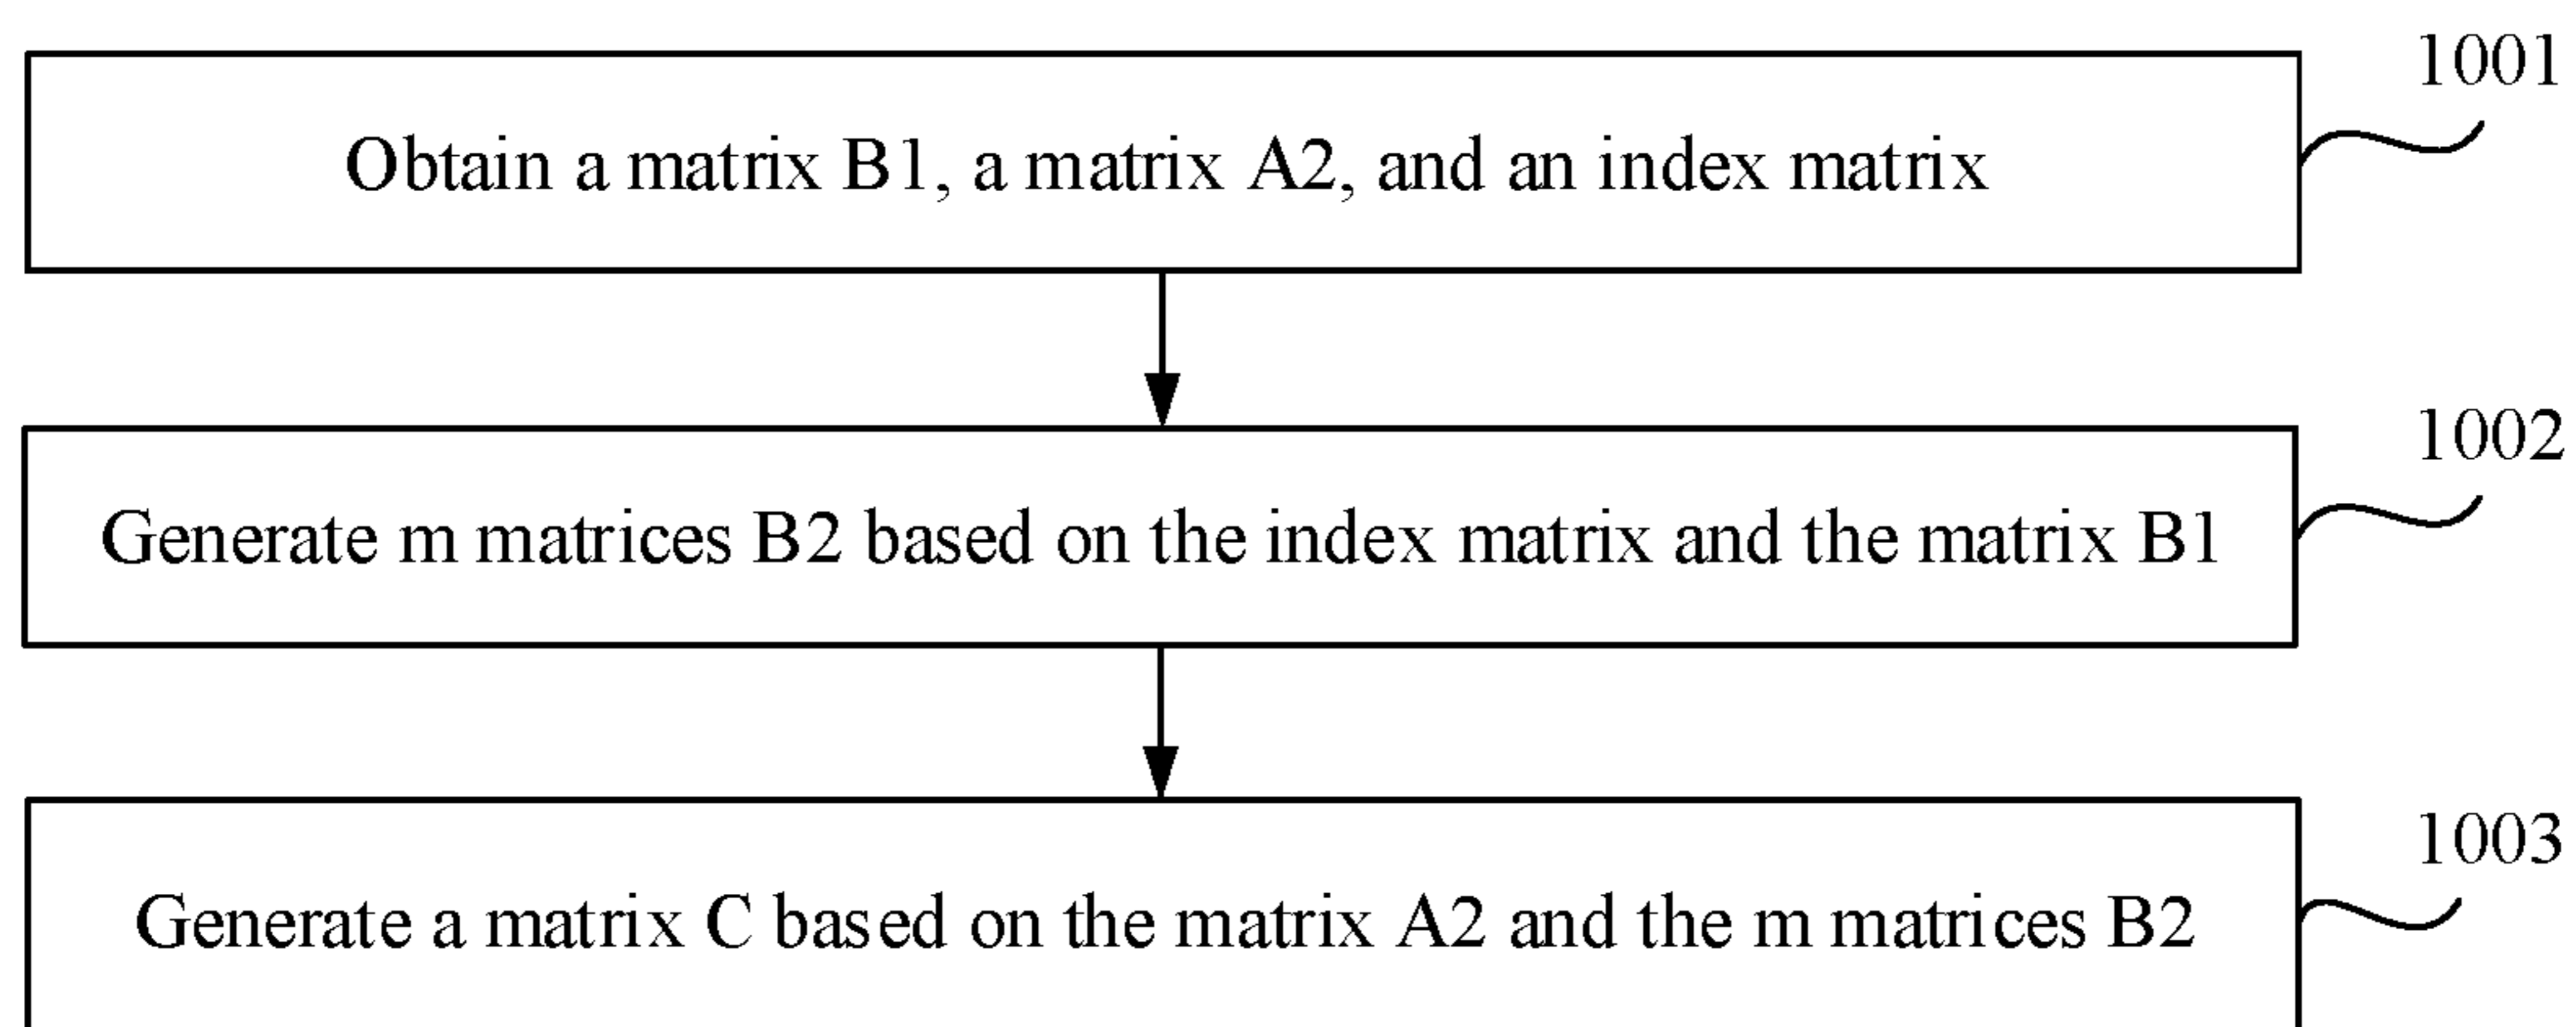 1001
Obtain a matrix B1, a matrix A2, and an index matrix
1002
Generate m matrices B2 based on the index matrix and the matrix B1
1003
Generate a matrix C based on the matrix A2 and the m matrices B2